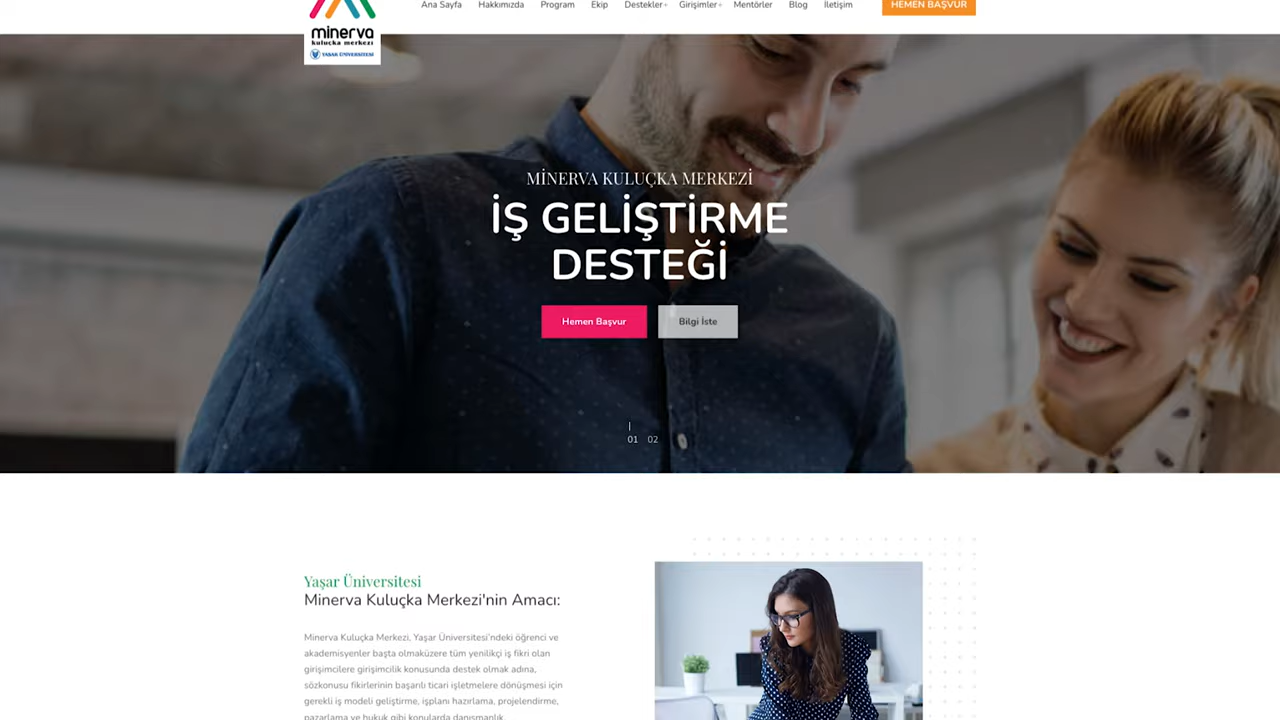 Ana Sayfa Hakkımızda Program Ekip Destekler+ Girişimler+ Mentörler Blog İletişim HEMEN BAŞVUR
minerva
kuluçka merkezi
YAŞAR ÜNİVERSİTESİ
MİNERVA KULUÇKA MERKEZİ
İŞ GELİŞTİRME
DESTEĞİ
Hemen Başvur Bilgi İste
01 02
Yaşar Üniversitesi
Minerva Kuluçka Merkezi'nin Amacı:
Minerva Kuluçka Merkezi, Yaşar Üniversitesi'ndeki öğrenci ve
akademisyenler başta olmaküzere tüm yenilikçi iş fikri olan
girişimcilere girişimcilik konusunda destek olmak adına,
sözkonusu fikirlerinin başarılı ticari işletmelere dönüşmesi için
gerekli iş modeli geliştirme, işplanı hazırlama, projelendirme,
pazarlama ve hukuk gibi konularda danışmanlık,